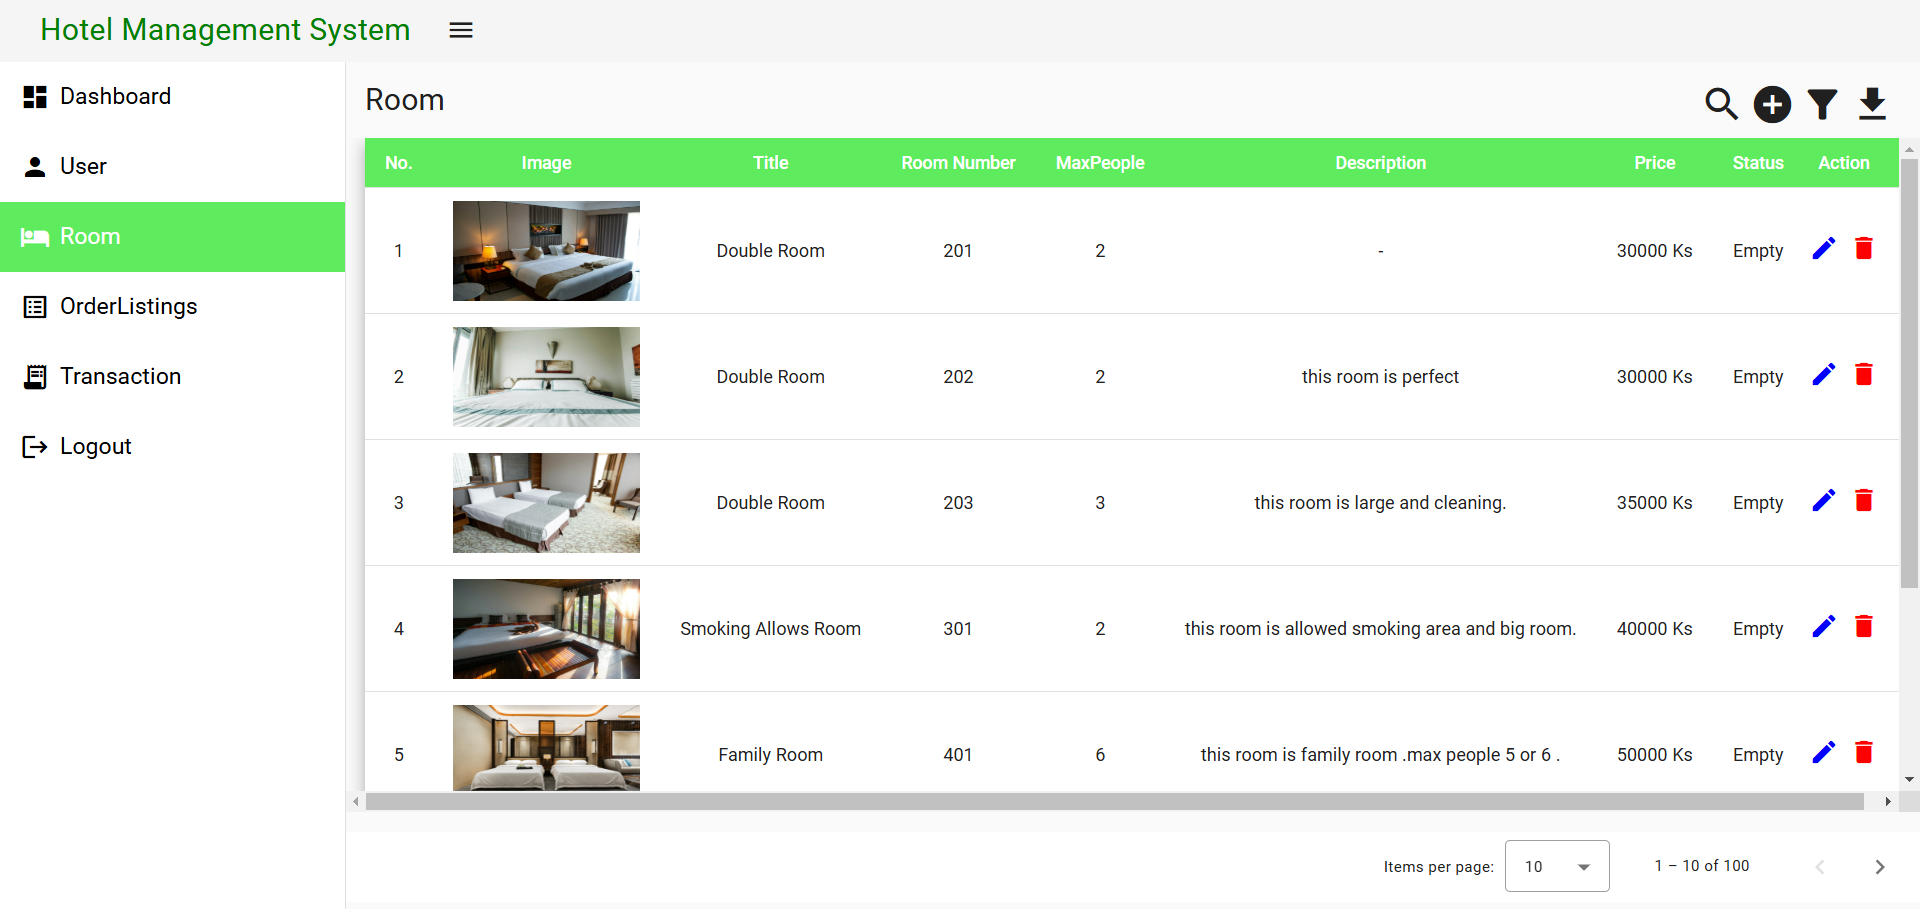 Hotel Management System
Dashboard
User
Room
OrderListings
Transaction
Logout
Room
No. Image Title Room Number MaxPeople Description Price Status Action
1 Double Room 201 2 - 30000 Ks Empty
2 Double Room 202 2 this room is perfect 30000 Ks Empty
3 Double Room 203 3 this room is large and cleaning. 35000 Ks Empty
4 Smoking Allows Room 301 2 this room is allowed smoking area and big room. 40000 Ks Empty
5 Family Room 401 6 this room is family room .max people 5 or 6 . 50000 Ks Empty
Items per page: 10 1 – 10 of 100